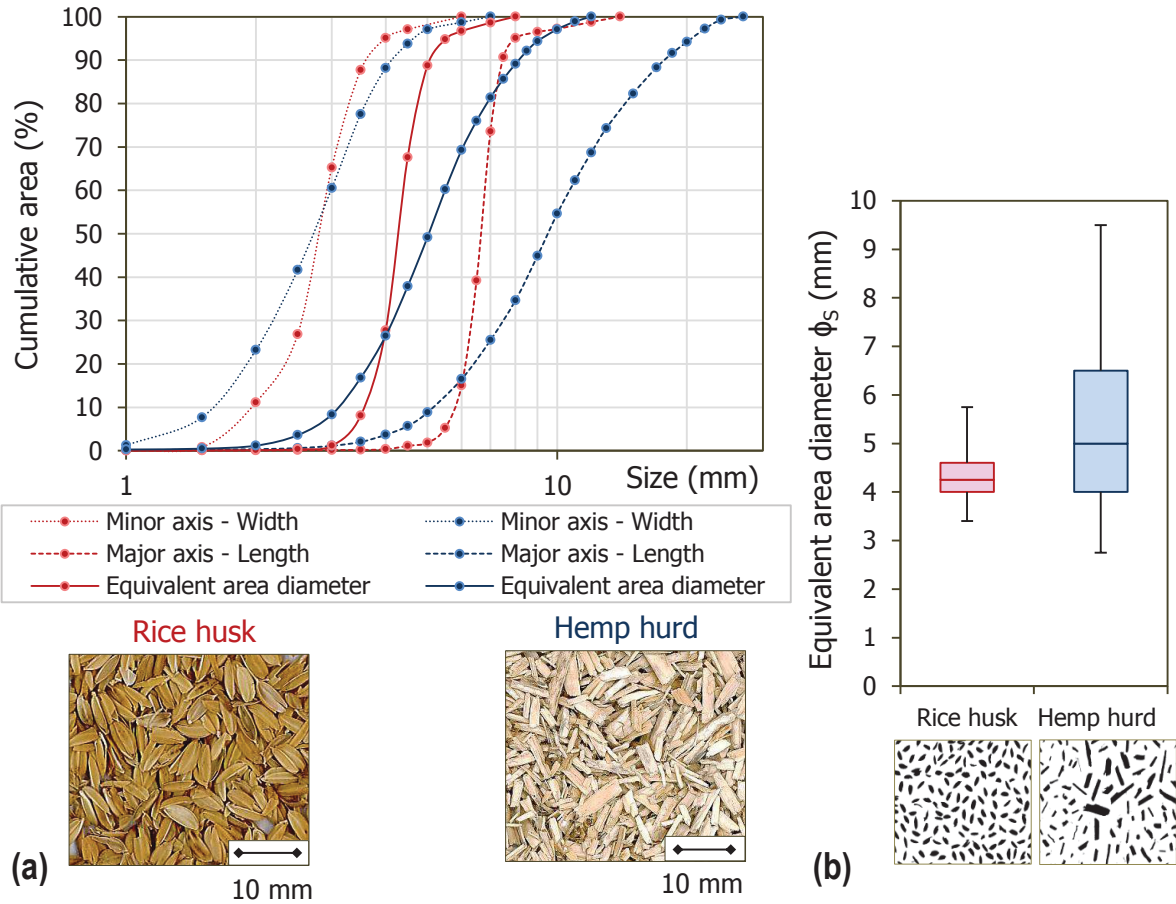 Cumulative area (%)
100
100
90
80
70
60
50
40
30
20
10
0
1
10
Size (mm)
Minor axis - Width
Minor axis - Width
Major axis - Length
Major axis - Length
Equivalent area diameter
Equivalent area diameter
Rice husk
Hemp hurd
(a)
10 mm
10 mm
Equivalent area diameter ϕS (mm)
10
9
8
7
6
5
4
3
2
1
0
Rice husk
Hemp hurd
(b)